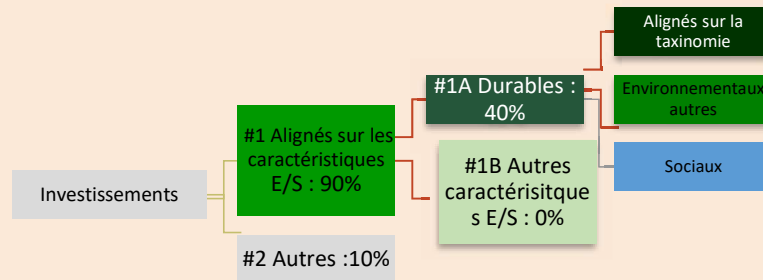 Investissements
#1 Alignés sur les
caractéristiques
E/S : 90%
#2 Autres :10%
#1A Durables :
40%
#1B Autres
caractérisitque
s E/S : 0%
Alignés sur la
taxinomie
Environnementaux
autres
Sociaux